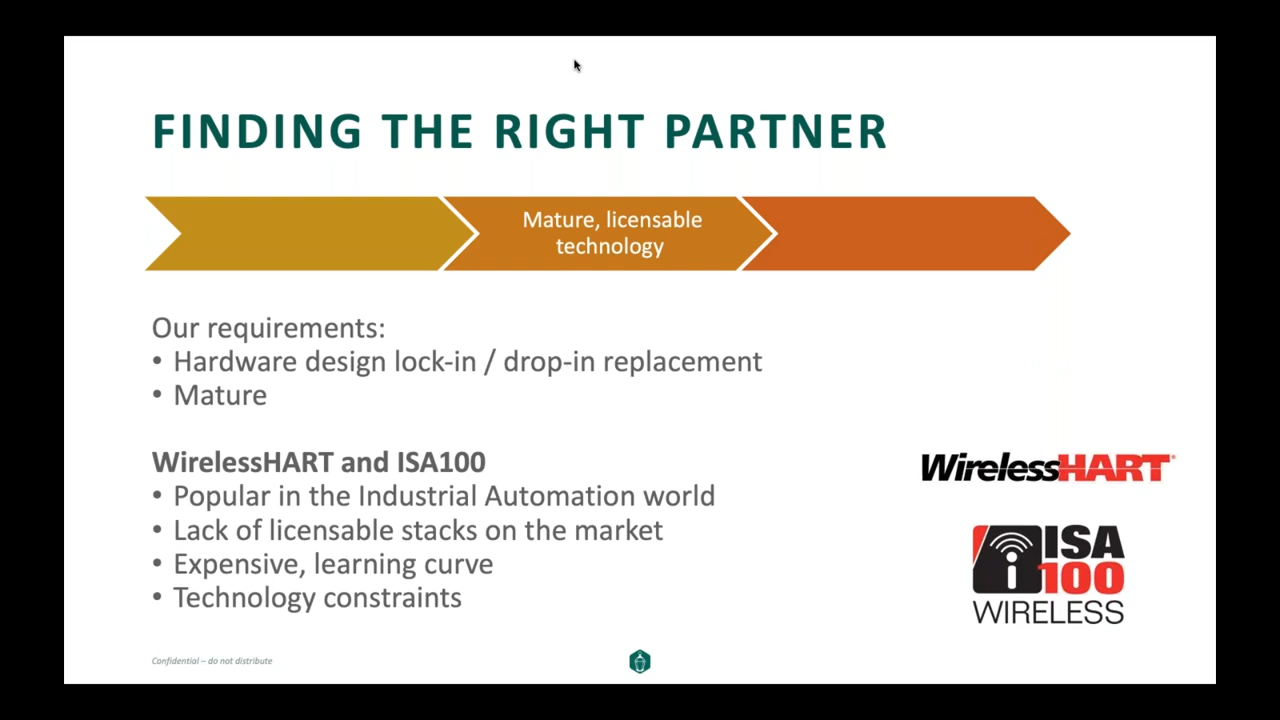 FINDING THE RIGHT PARTNER
Mature, licensable
technology
Our requirements:
• Hardware design lock-in / drop-in replacement
• Mature
WirelessHART and ISA100
• Popular in the Industrial Automation world
• Lack of licensable stacks on the market
• Expensive, learning curve
• Technology constraints
WirelessHART
ISA
100
WIRELESS
Confidential – do not distribute